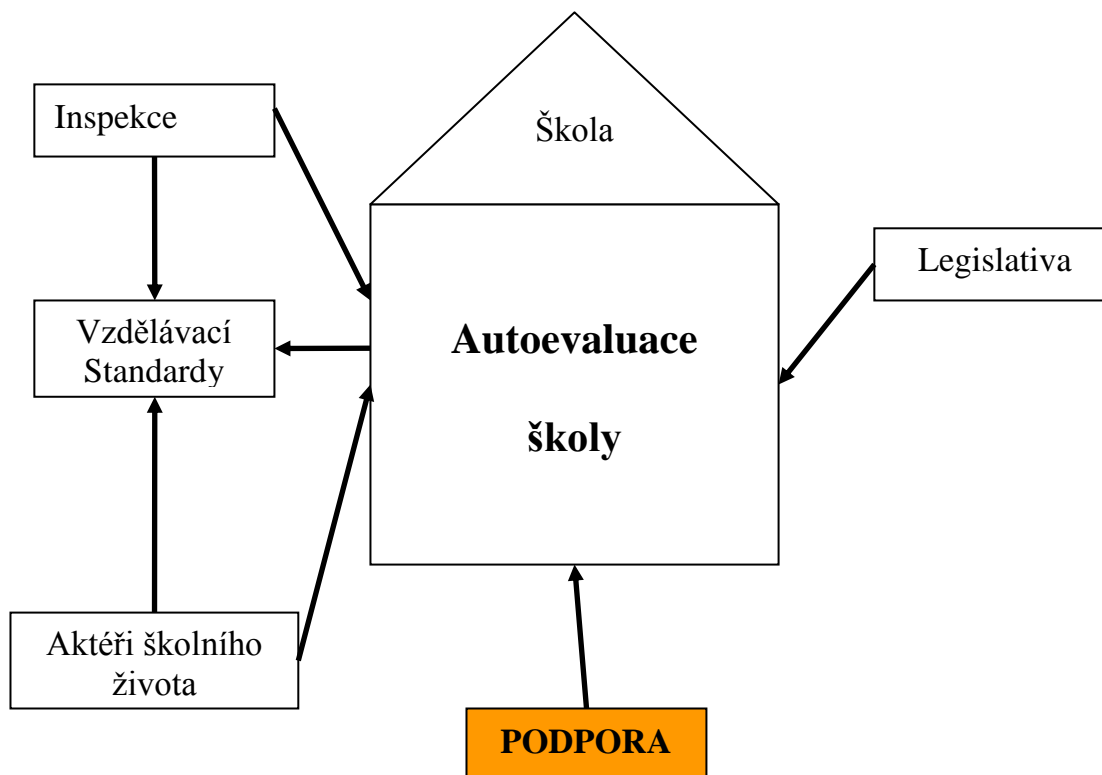 Inspekce
Škola
Legislativa
Vzdělávací
Standardy
Autoevaluace
školy
Aktéři školního
života
PODPORA